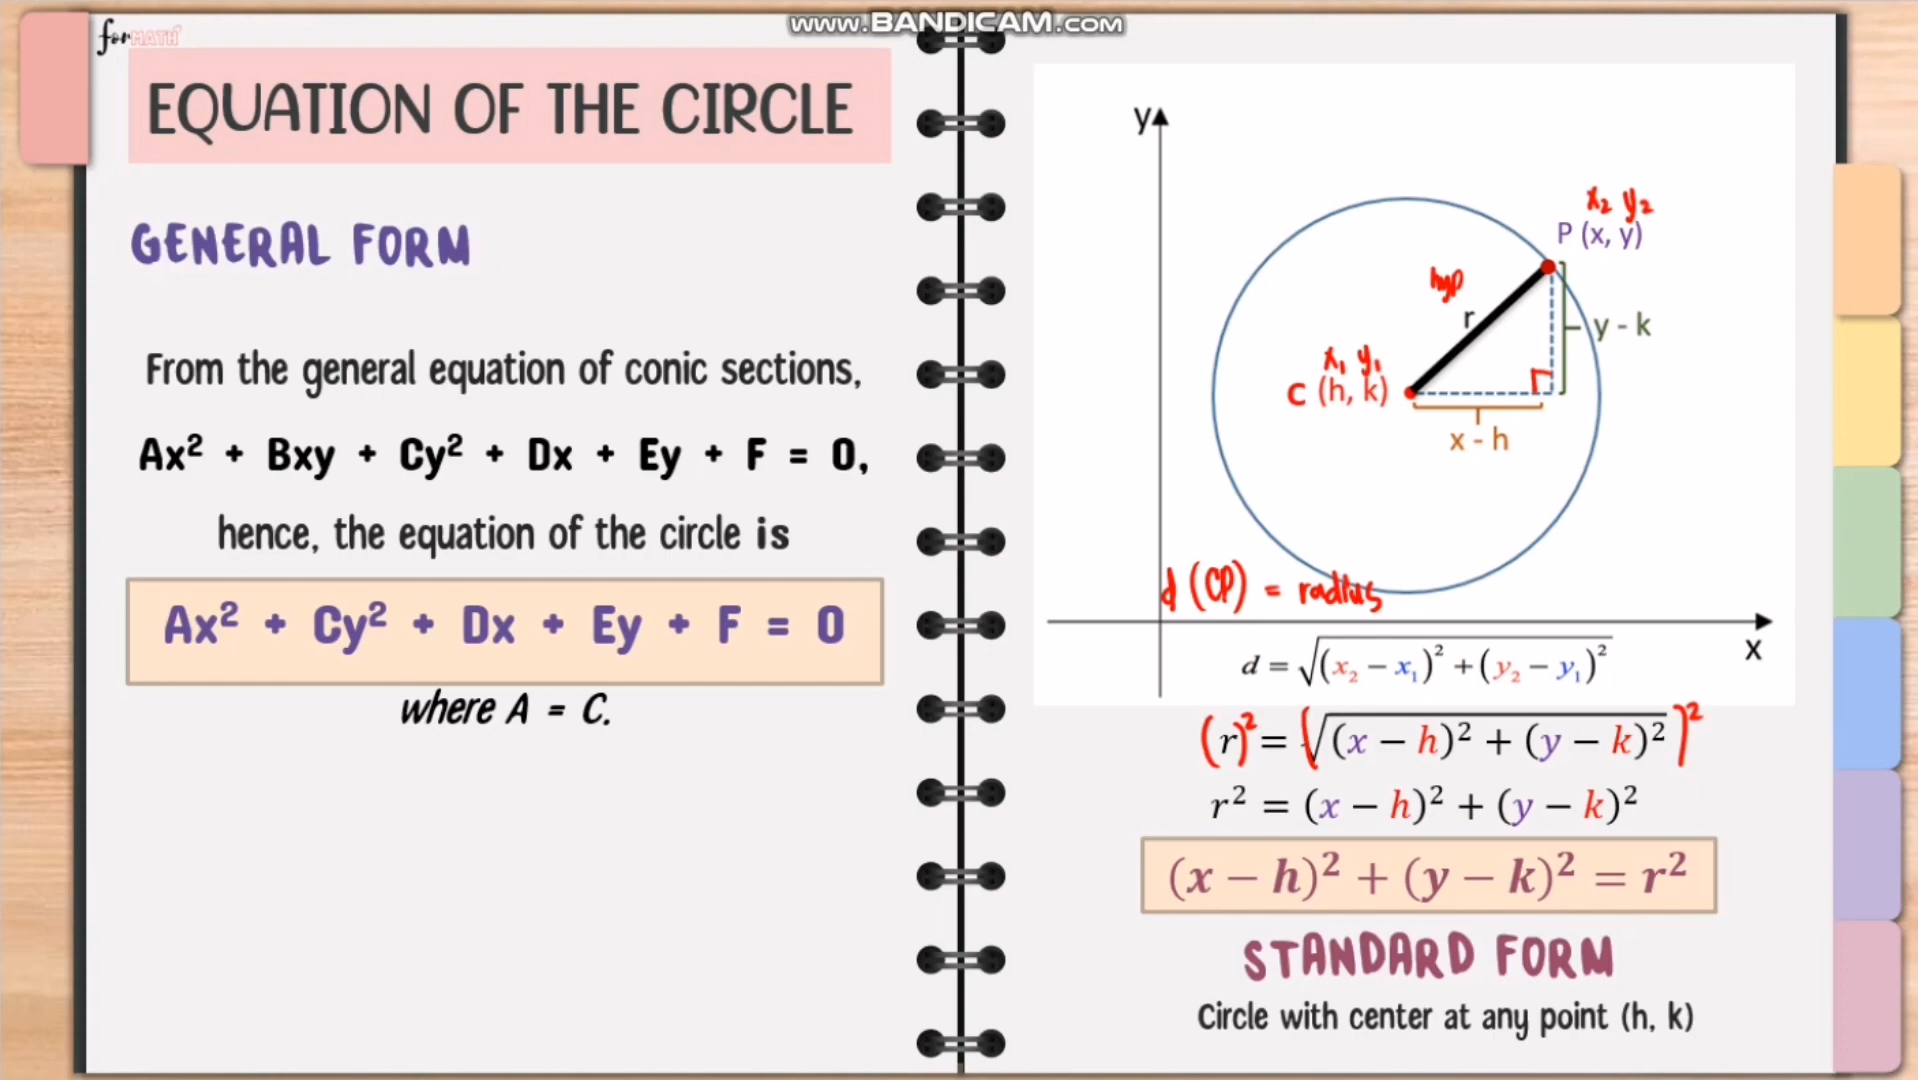 www.BANDICAM.com
forMATH
EQUATION OF THE CIRCLE
GENERAL FORM
From the general equation of conic sections,
Ax² + Bxy + Cy² + Dx + Ey + F = 0,
hence, the equation of the circle is
Ax² + Cy² + Dx + Ey + F = 0
where A = C.
y
x₂ y₂
P (x, y)
hyp
r
y - k
x₁ y₁
C (h, k)
x - h
d (CP) = radius
x
d = √(x₂ − x₁)² + (y₂ − y₁)²
(r)² = (√(x − h)² + (y − k)²)²
r² = (x − h)² + (y − k)²
(x − h)² + (y − k)² = r²
STANDARD FORM
Circle with center at any point (h, k)